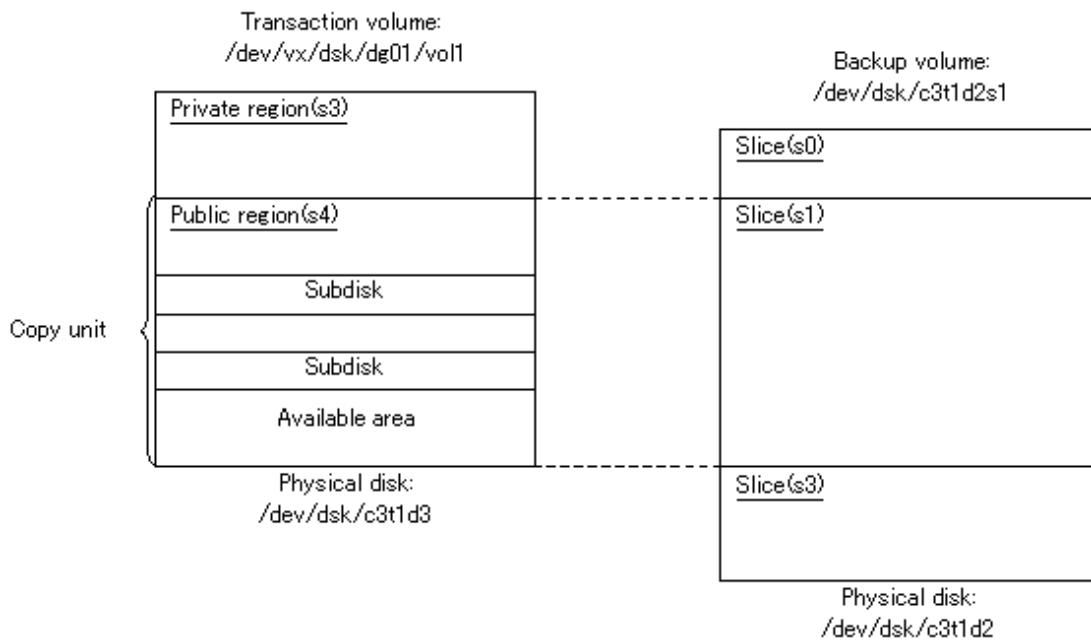 Transaction volume:
/dev/vx/dsk/dg01/vol1
Private region(s3)
Public region(s4)
Subdisk
Subdisk
Available area
Copy unit
Physical disk:
/dev/dsk/c3t1d3
Backup volume:
/dev/dsk/c3t1d2s1
Slice(s0)
Slice(s1)
Slice(s3)
Physical disk:
/dev/dsk/c3t1d2